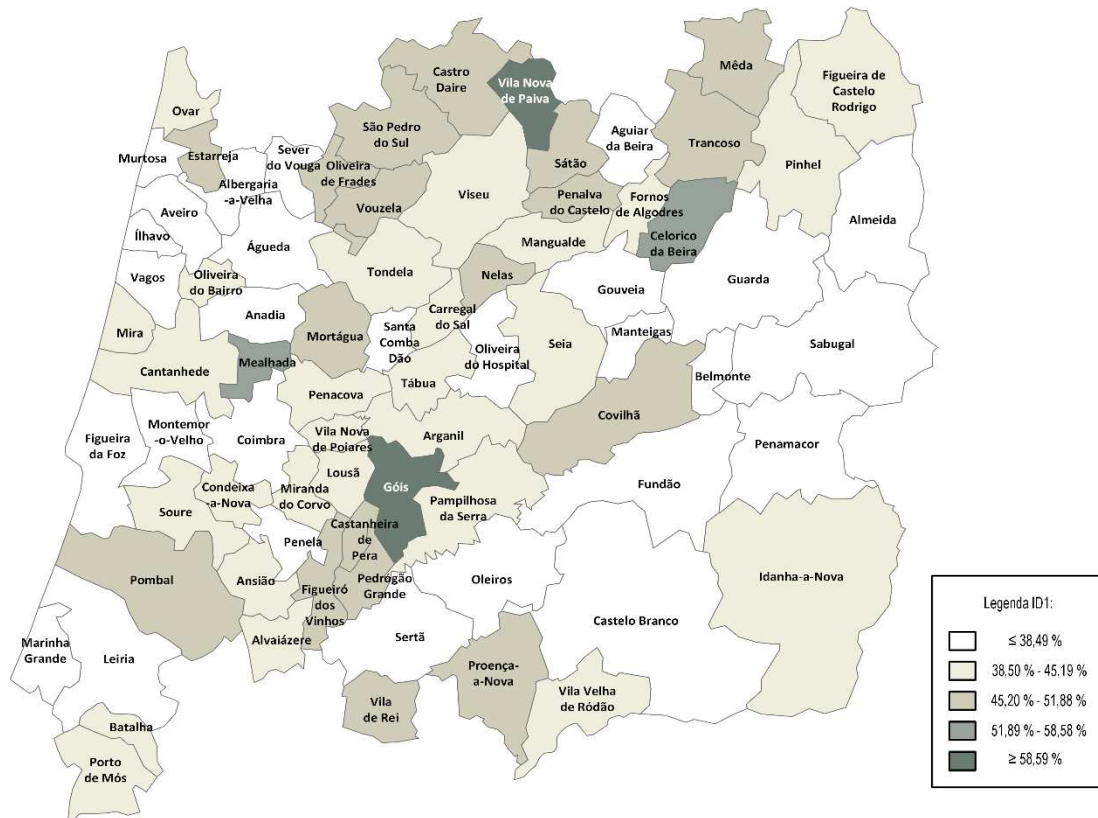 Castro
Daire
Vila Nova
de Paiva
Mêda
Figueira de
Castelo
Rodrigo
Ovar
São Pedro
do Sul
Aguiar
da Beira
Trancoso
Murtosa
Estarreja
Sever
do Vouga
Oliveira
de Frades
Sátão
Pinhel
Albergaria
-a-Velha
Viseu
Penalva
do Castelo
Fornos
de Algodres
Vouzela
Aveiro
Almeida
Ílhavo
Águeda
Mangualde
Celorico
da Beira
Tondela
Vagos
Oliveira
do Bairro
Nelas
Gouveia
Guarda
Anadia
Mira
Mortágua
Santa
Comba
Dão
Carregal
do Sal
Oliveira
do Hospital
Seia
Manteigas
Sabugal
Mealhada
Cantanhede
Tábua
Belmonte
Penacova
Covilhã
Montemor
-o-Velho
Figueira
da Foz
Coimbra
Vila Nova
de Poiares
Arganil
Penamacor
Lousã
Góis
Fundão
Condeixa
-a-Nova
Miranda
do Corvo
Pampilhosa
da Serra
Soure
Castanheira
de
Pera
Penela
Pombal
Ansião
Figueiró
dos
Vinhos
Pedrógão
Grande
Oleiros
Idanha-a-Nova
Alvaiázere
Sertã
Castelo Branco
Marinha
Grande
Leiria
Proença-
a-Nova
Vila
de Rei
Vila Velha
de Ródão
Batalha
Porto
de Mós
Legenda ID1:
≤ 38,49 %
38,50 % - 45.19 %
45,20 % - 51,88 %
51,89 % - 58,58 %
≥ 58,59 %